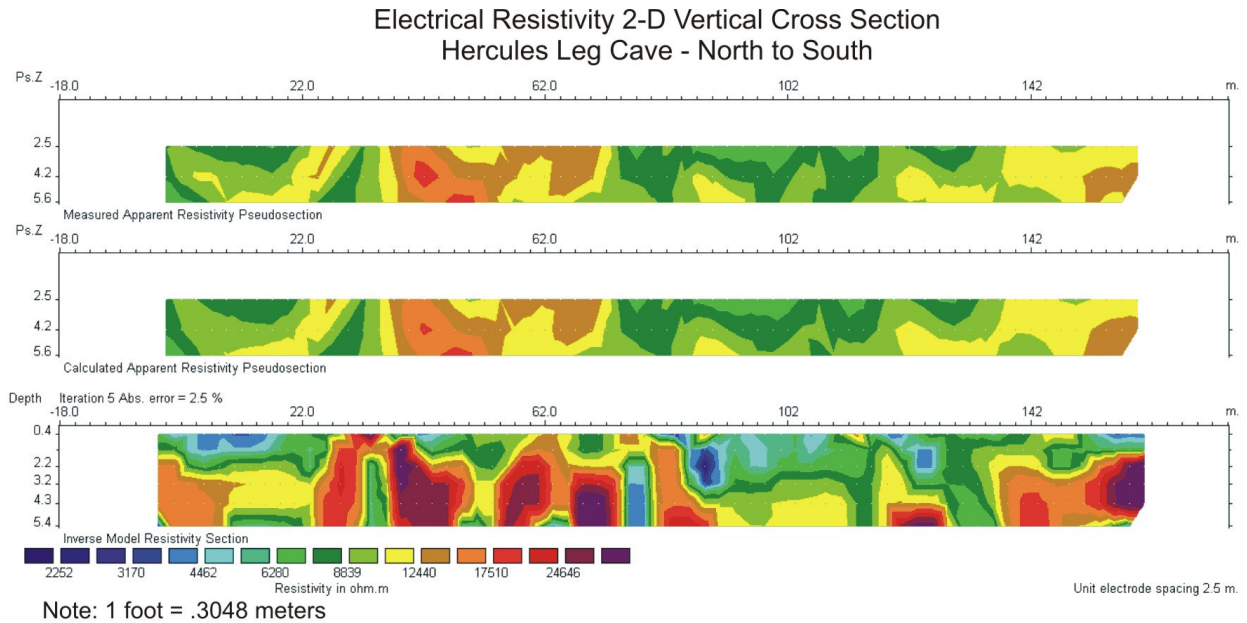 Electrical Resistivity 2-D Vertical Cross Section
Hercules Leg Cave - North to South
Ps.Z
-18.0 22.0 62.0 102 142 m.
2.5
4.2
5.6
Measured Apparent Resistivity Pseudosection
Ps.Z
-18.0 22.0 62.0 102 142 m.
2.5
4.2
5.6
Calculated Apparent Resistivity Pseudosection
Depth Iteration 5 Abs. error = 2.5 %
-18.0 22.0 62.0 102 142 m.
0.4
2.2
3.2
4.3
5.4
Inverse Model Resistivity Section
2252 3170 4462 6280 8839 12440 17510 24646
Resistivity in ohm.m
Unit electrode spacing 2.5 m.
Note: 1 foot = .3048 meters